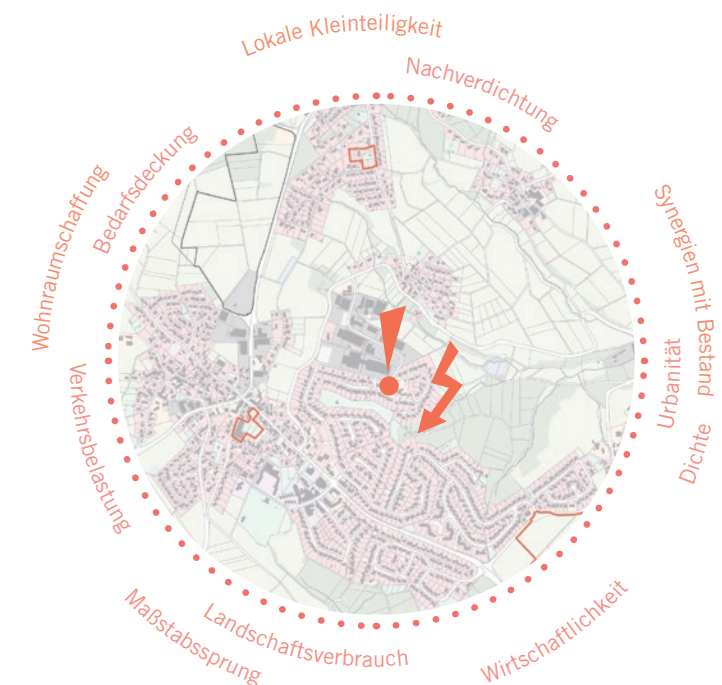 Lokale Kleinteiligkeit
Nachverdichtung
Synergien mit Bestand
Urbanität
Dichte
Wirtschaftlichkeit
Landschaftsverbrauch
Maßstabssprung
Verkehrsbelastung
Wohnraumschaffung
Bedarfsdeckung